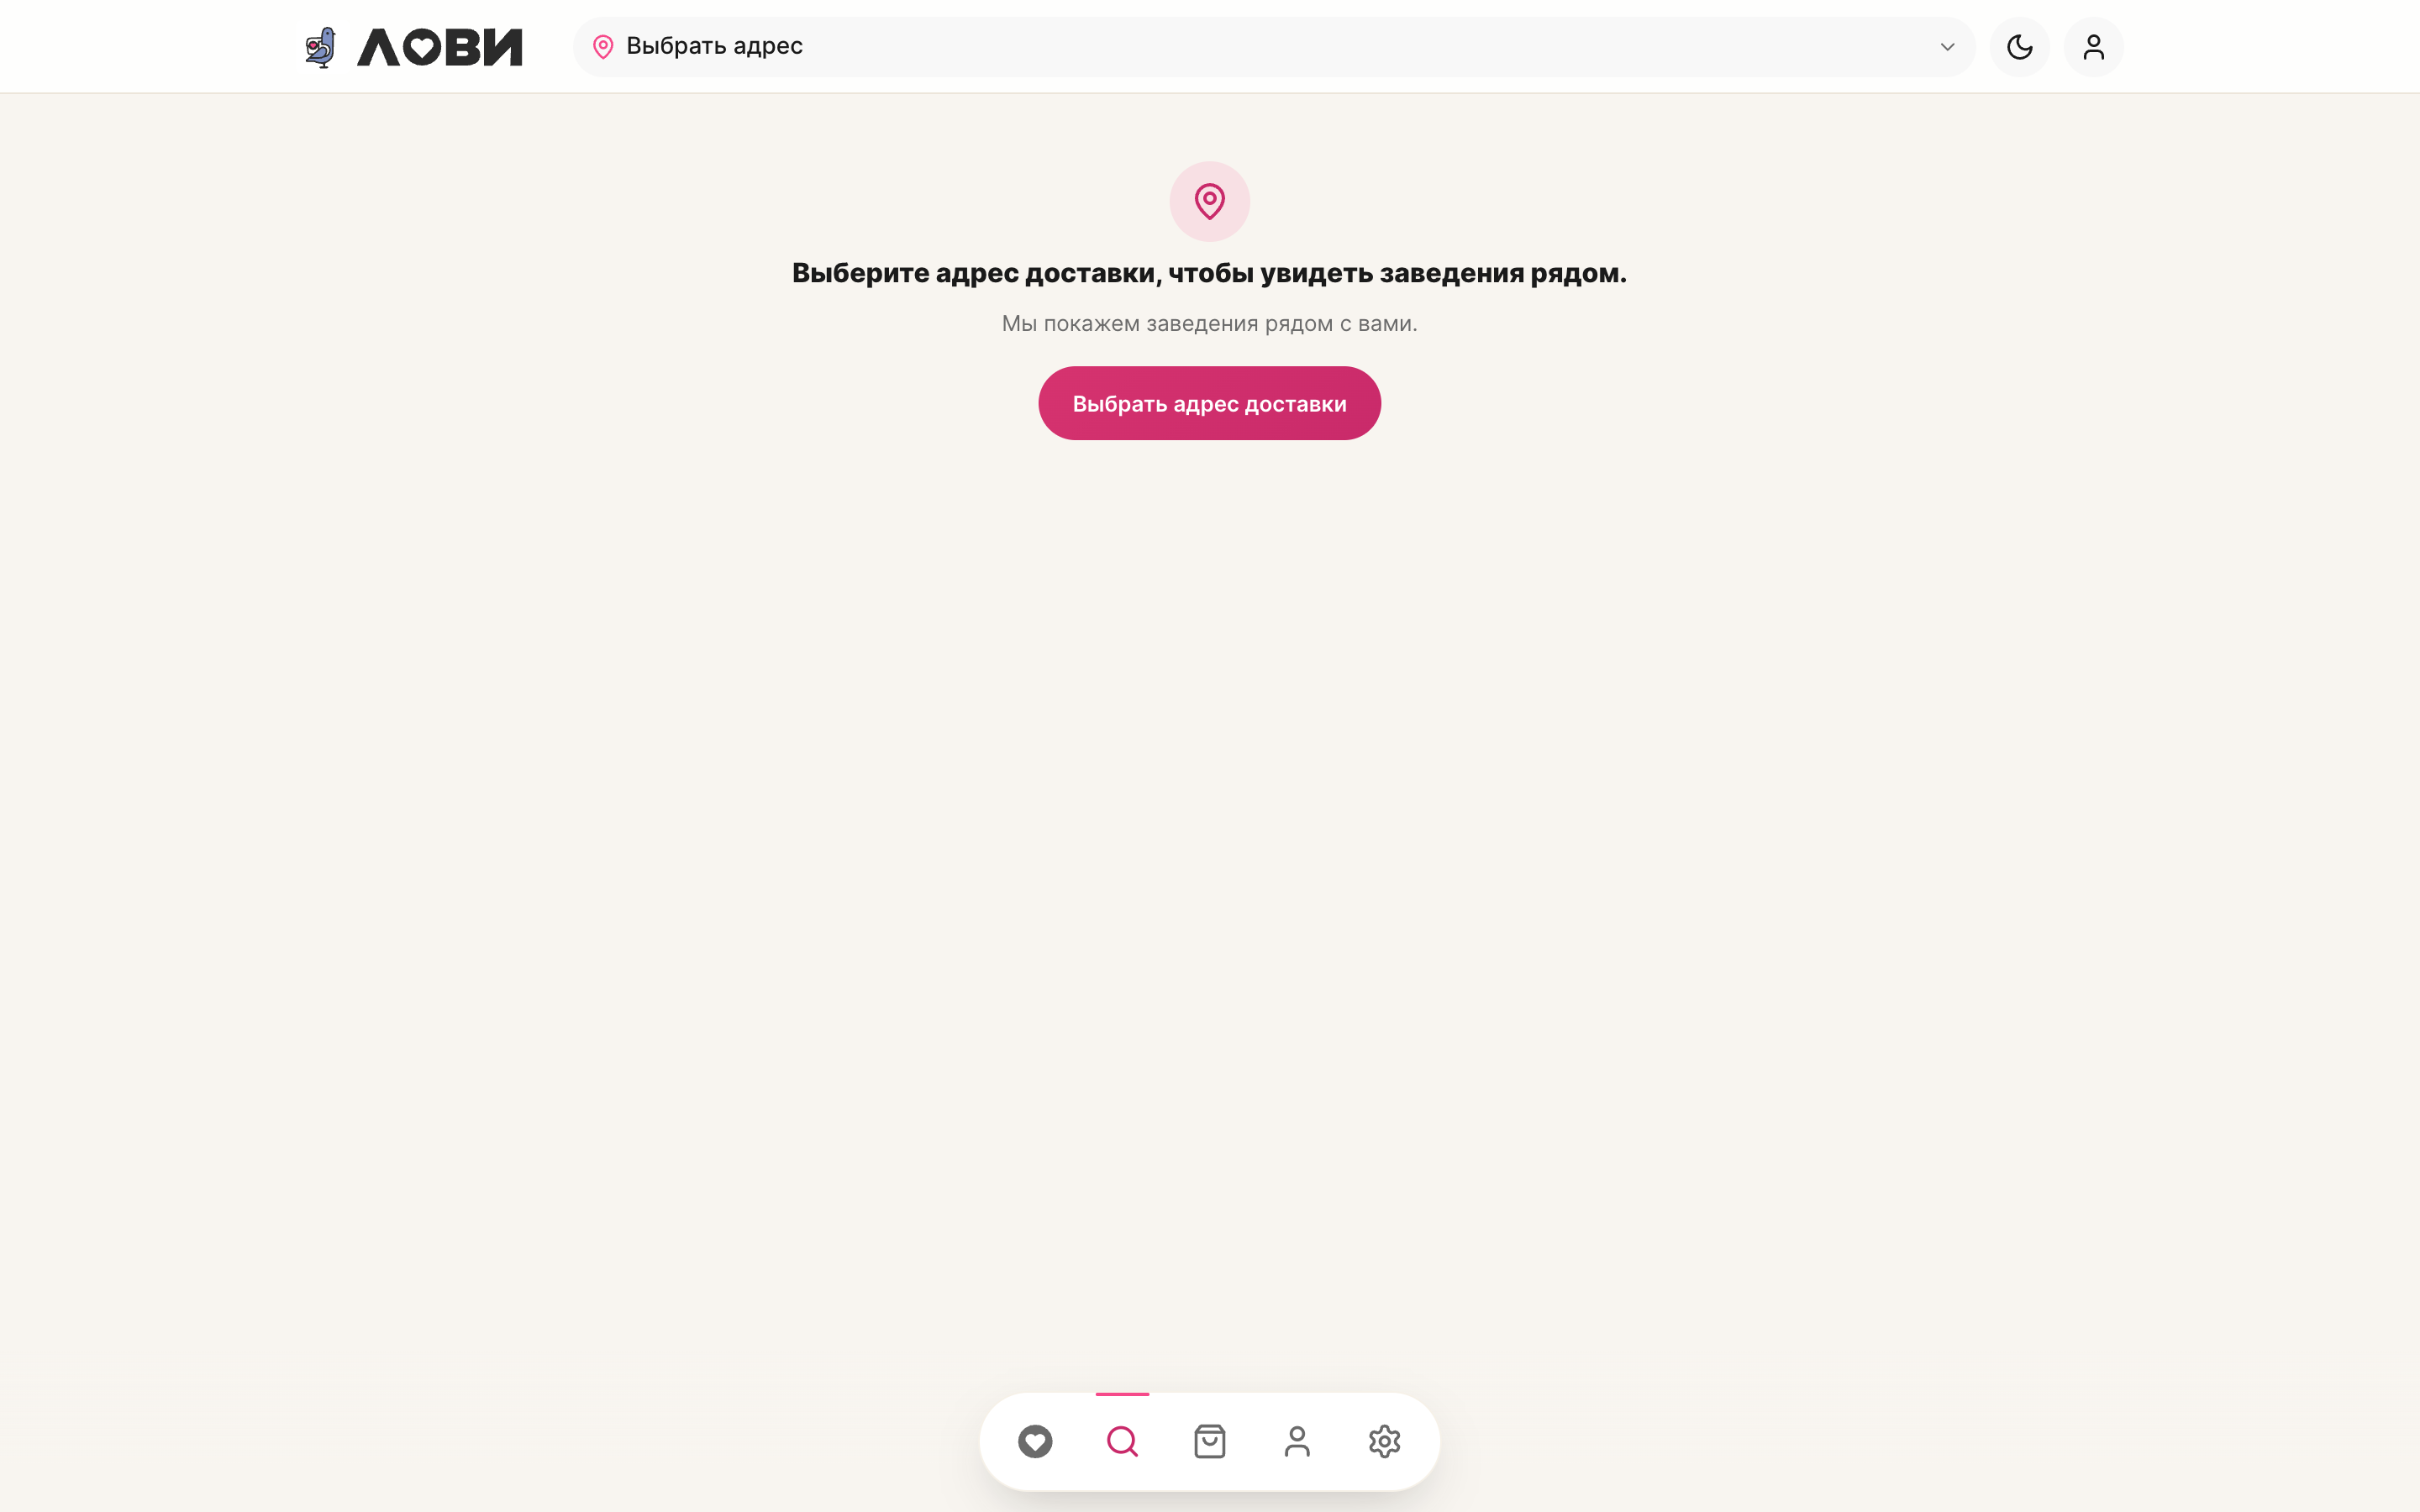 ЛОВИ
Выбрать адрес
Выберите адрес доставки, чтобы увидеть заведения рядом.
Мы покажем заведения рядом с вами.
Выбрать адрес доставки